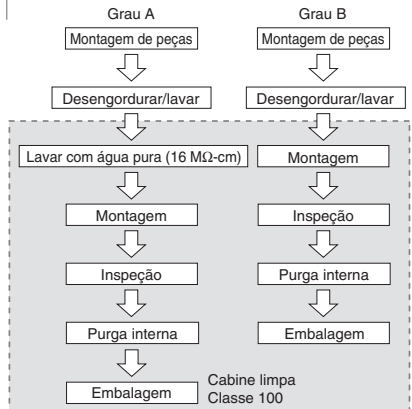 Grau A
Montagem de peças
Desengordurar/lavar
Lavar com água pura (16 MΩ-cm)
Montagem
Inspeção
Purga interna
Embalagem
Grau B
Montagem de peças
Desengordurar/lavar
Montagem
Inspeção
Purga interna
Embalagem
Cabine limpa
Classe 100